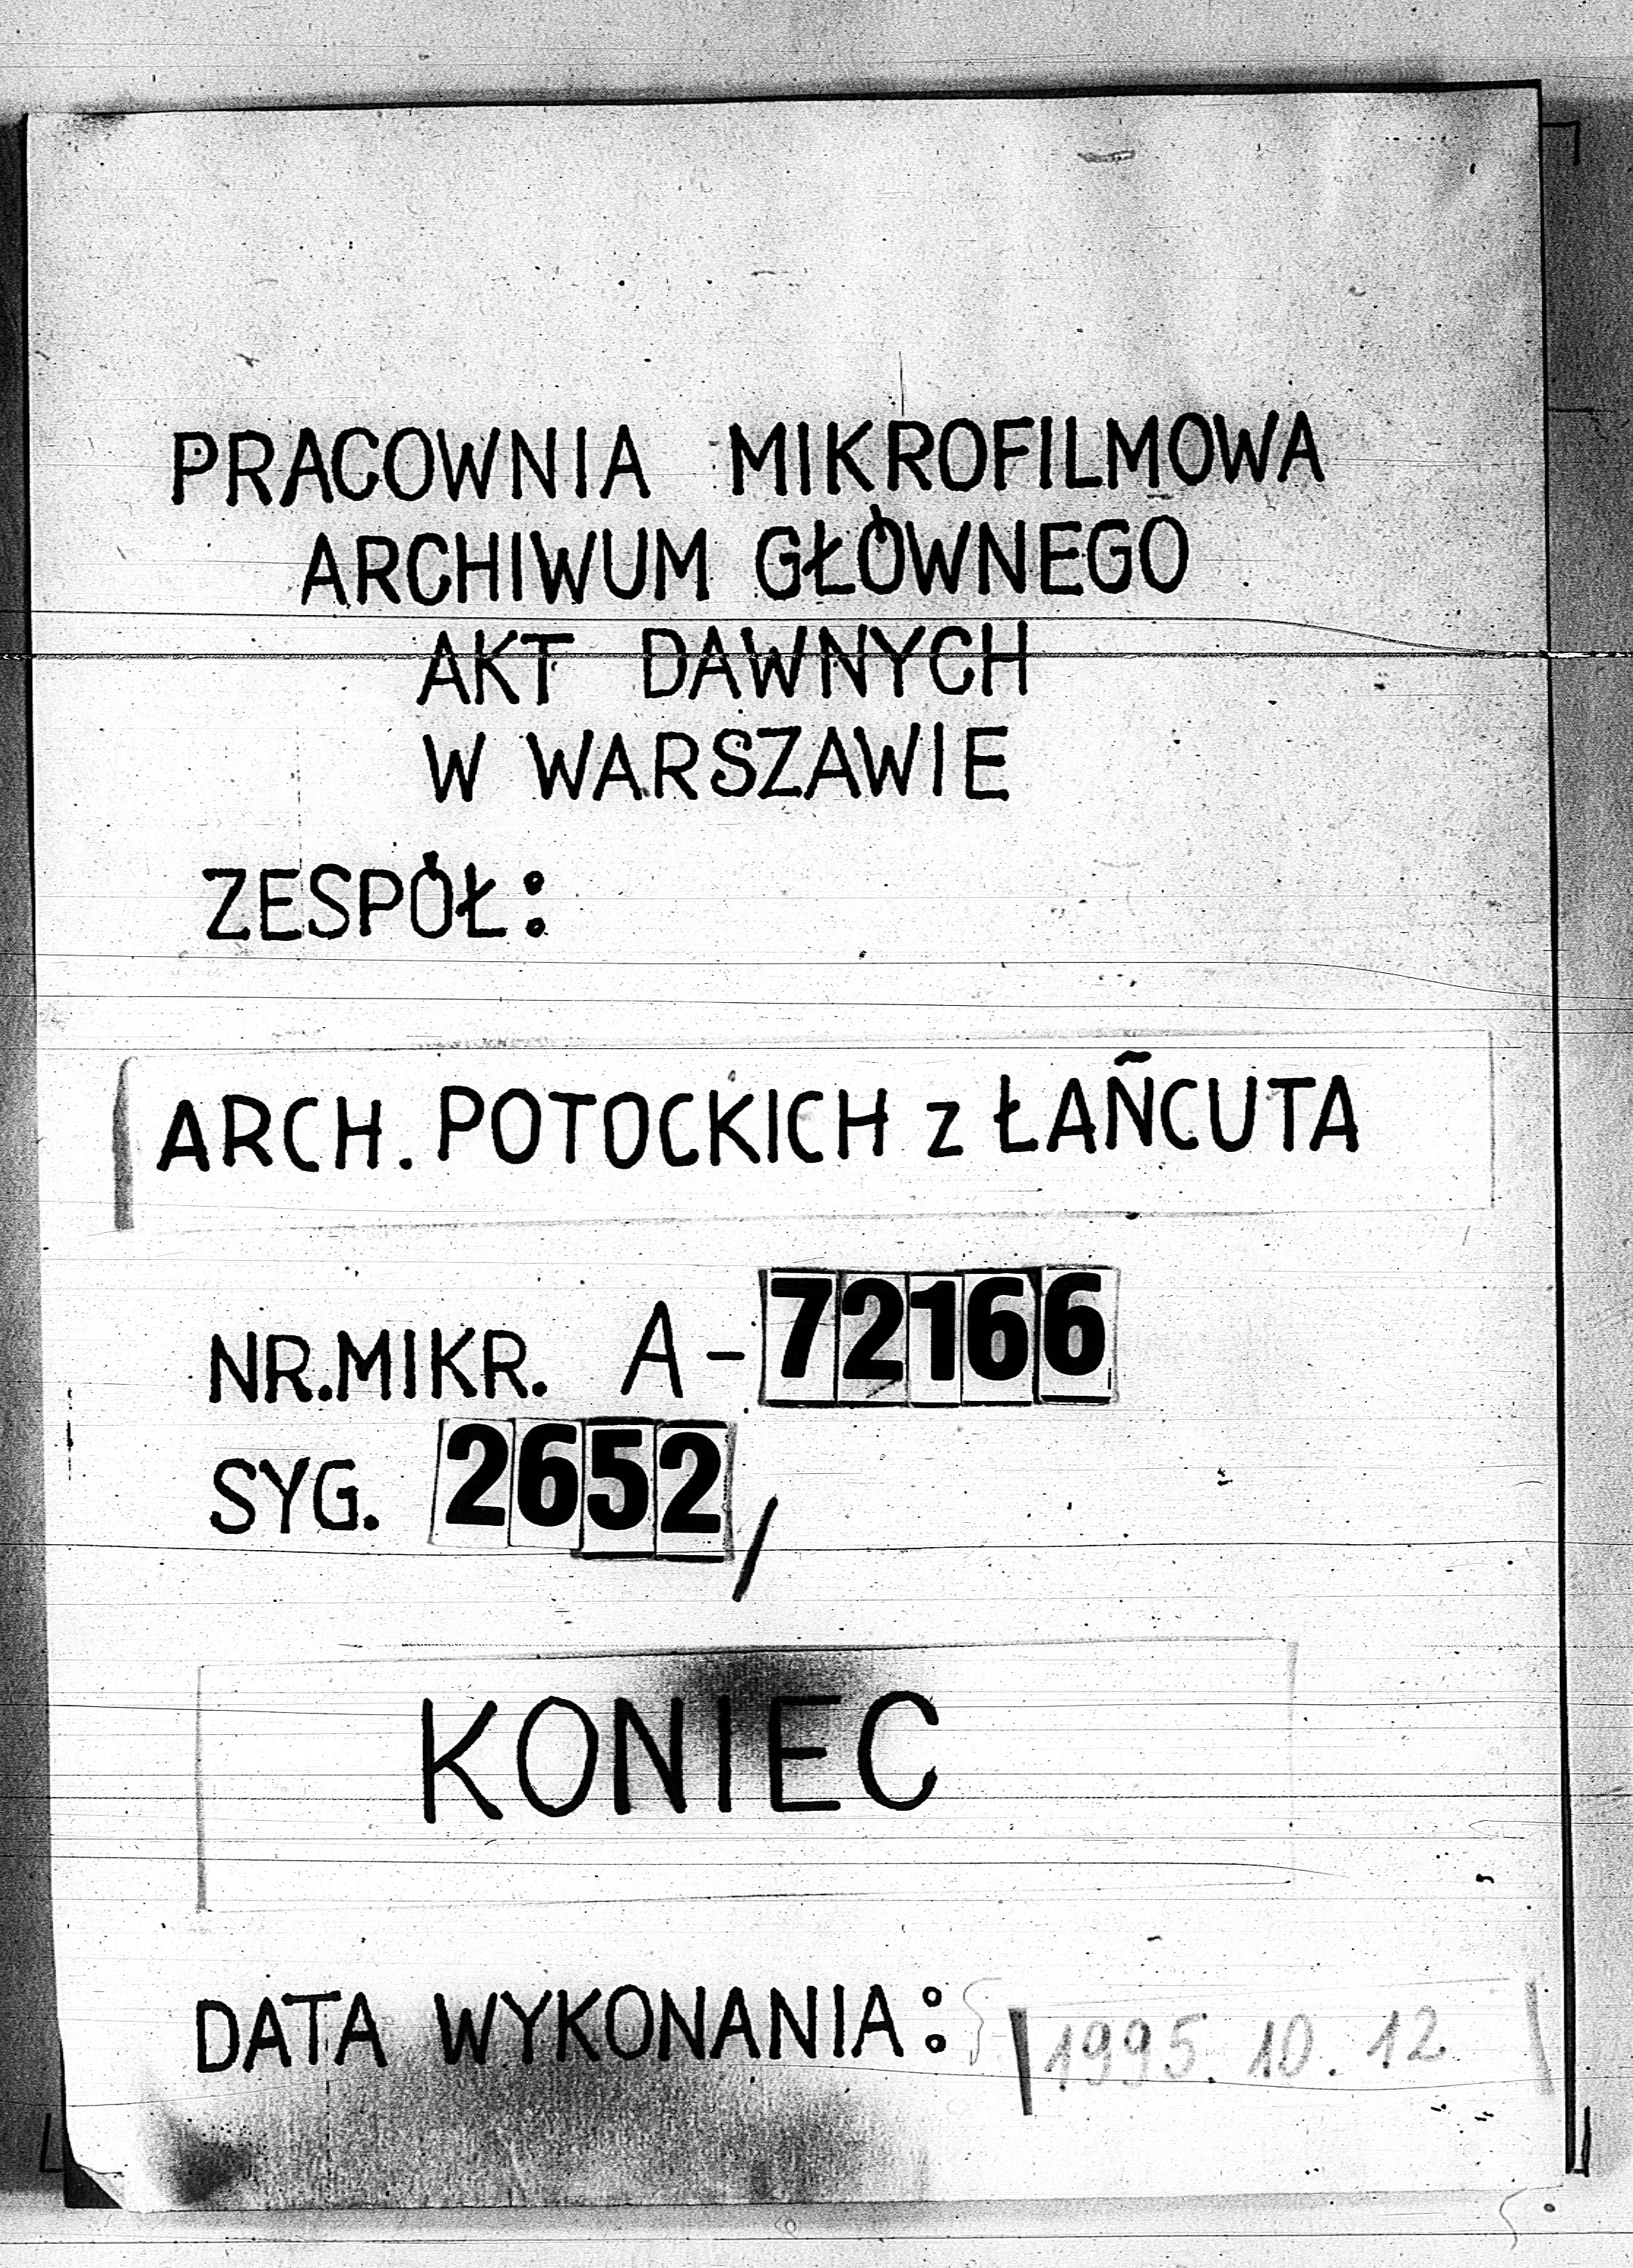 PRACOWNIA MIKROFILMOWA
ARCHIWUM GŁÓWNEGO
AKT DAWNYCH
W WARSZAWIE
ZESPÓŁ:
ARCH. POTOCKICH z ŁAŃCUTA
NR.MIKR. A-72166
SYG. 2652/
KONIEC
DATA WYKONANIA: 1995.10.12